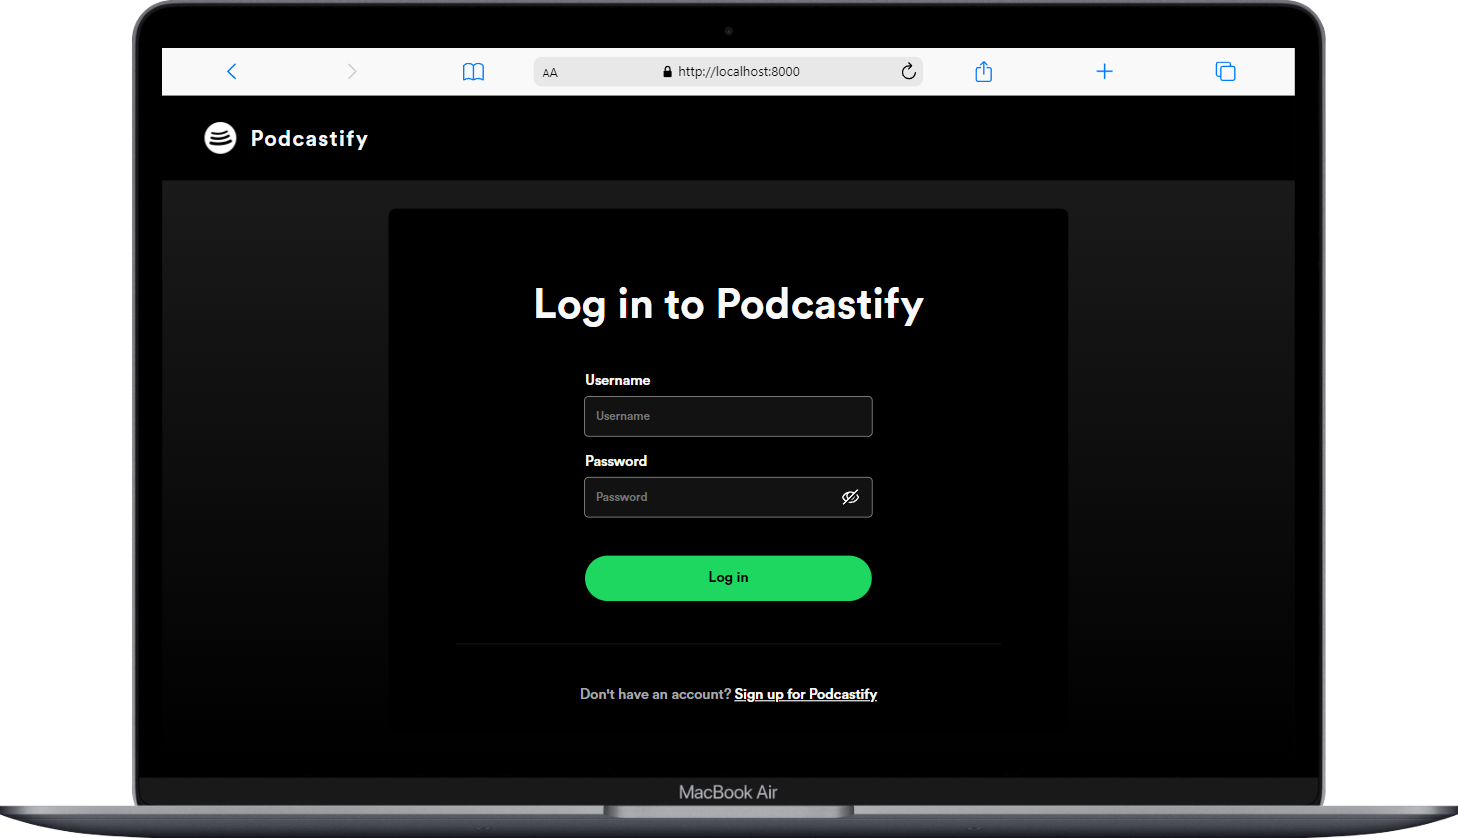 AA http://localhost:8000
Podcastify
Log in to Podcastify
Username
Username
Password
Password
Log in
Don't have an account? Sign up for Podcastify
MacBook Air